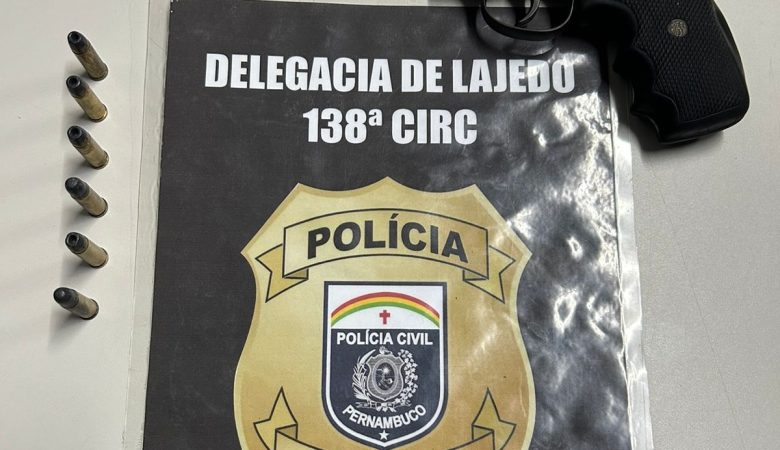 DELEGACIA DE LAJEDO
138ª CIRC
POLÍCIA
POLÍCIA CIVIL
PERNAMBUCO